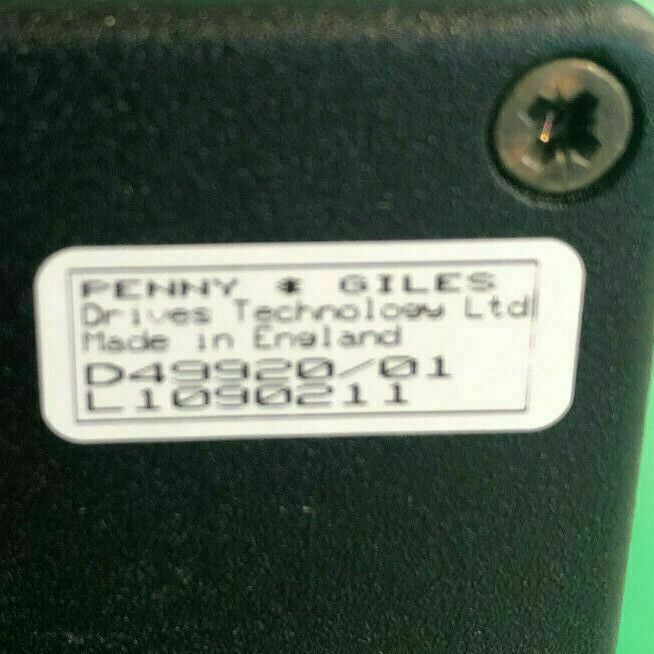 PENNY & GILES
Drives Technology Ltd
Made in England
D49920/01
L1090211